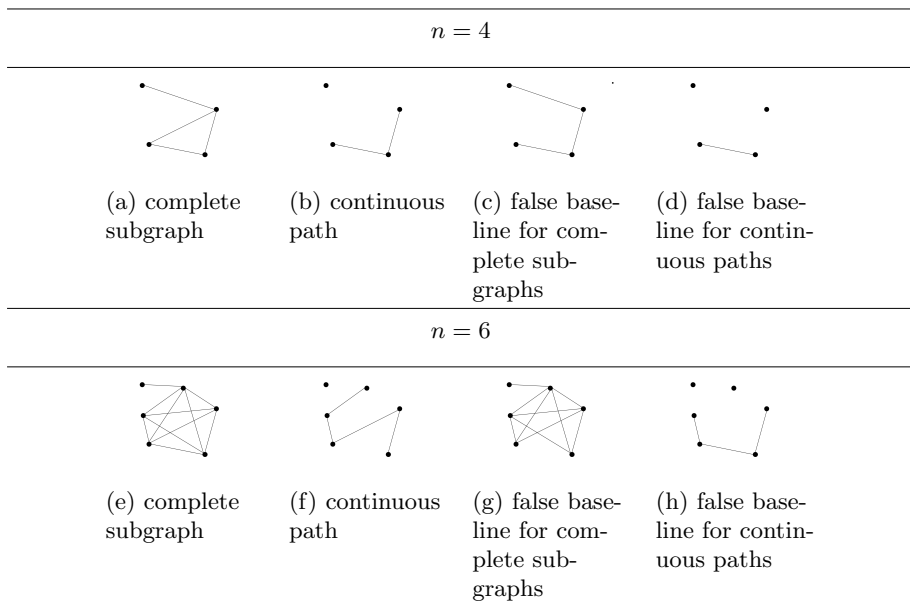 n = 4
(a) complete
subgraph
(b) continuous
path
(c) false base-
line for com-
plete sub-
graphs
(d) false base-
line for contin-
uous paths
n = 6
(e) complete
subgraph
(f) continuous
path
(g) false base-
line for com-
plete sub-
graphs
(h) false base-
line for contin-
uous paths